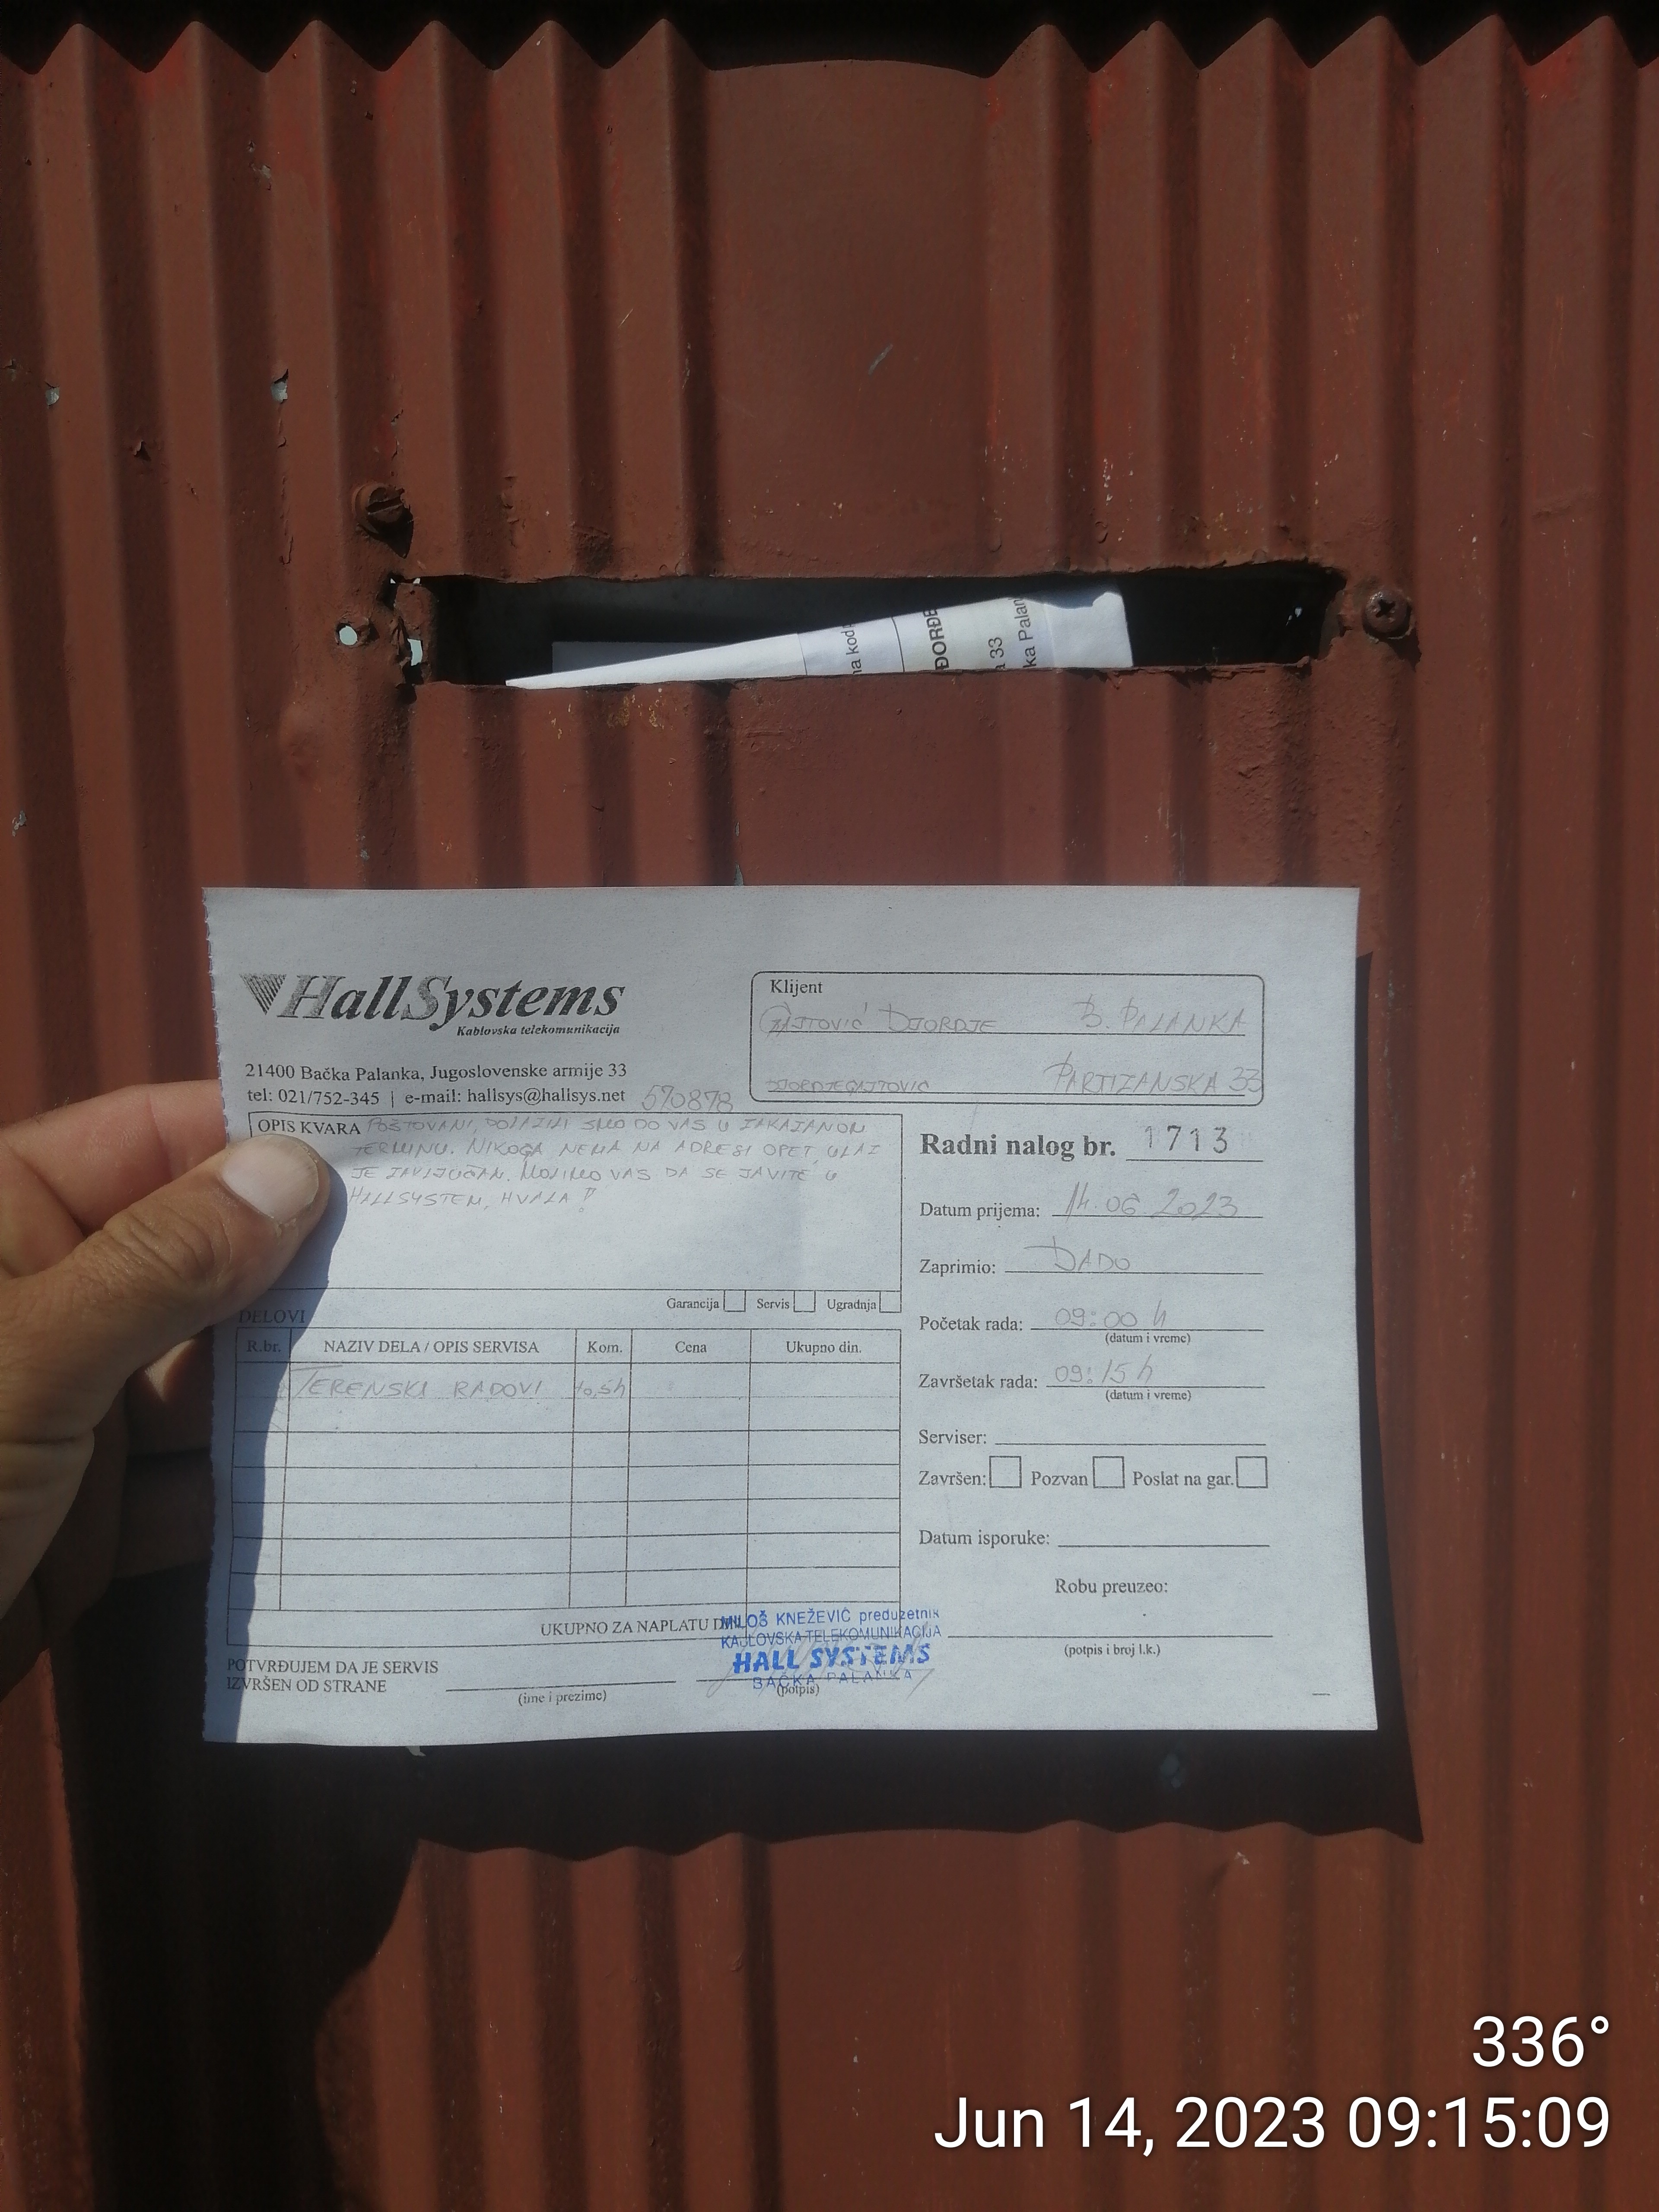 na kod
ĐORĐE
a 33
ka Palan
HallSystems
Kablovska telekomunikacija
21400 Bačka Palanka, Jugoslovenske armije 33
tel: 021/752-345 | e-mail: hallsys@hallsys.net 570878
Klijent
GAJTOVIĆ DJORDJE B. PALANKA
DJORDJEGAJTOVIC PARTIZANSKA 33
OPIS KVARA POŠTOVANI, DOLAZILI SMO DO VAS U ZAKAZANOM
TERMINU. NIKOGA NEMA NA ADRESI OPET, ULAZ
JE ZAKLJUČAN. MOLIMO VAS DA SE JAVITE U
HALLSYSTEM, HVALA!
Garancija Servis Ugradnja
Radni nalog br. 1713
Datum prijema: 14.06.2023
Zaprimio: DADO
Početak rada: 09:00 h
(datum i vreme)
Završetak rada: 09:15 h
(datum i vreme)
Serviser:
Završen: Pozvan Poslat na gar.
Datum isporuke:
Robu preuzeo:
(potpis i broj l.k.)
DELOVI
R.br. NAZIV DELA / OPIS SERVISA Kom. Cena Ukupno din.
TERENSKI RADOVI
UKUPNO ZA NAPLATU
MILOŠ KNEŽEVIĆ preduzetnik
KABLOVSKA TELEKOMUNIKACIJA
HALL SYSTEMS
BAČKA PALANKA
POTVRĐUJEM DA JE SERVIS
IZVRŠEN OD STRANE
(ime i prezime) (potpis)
336°
Jun 14, 2023 09:15:09